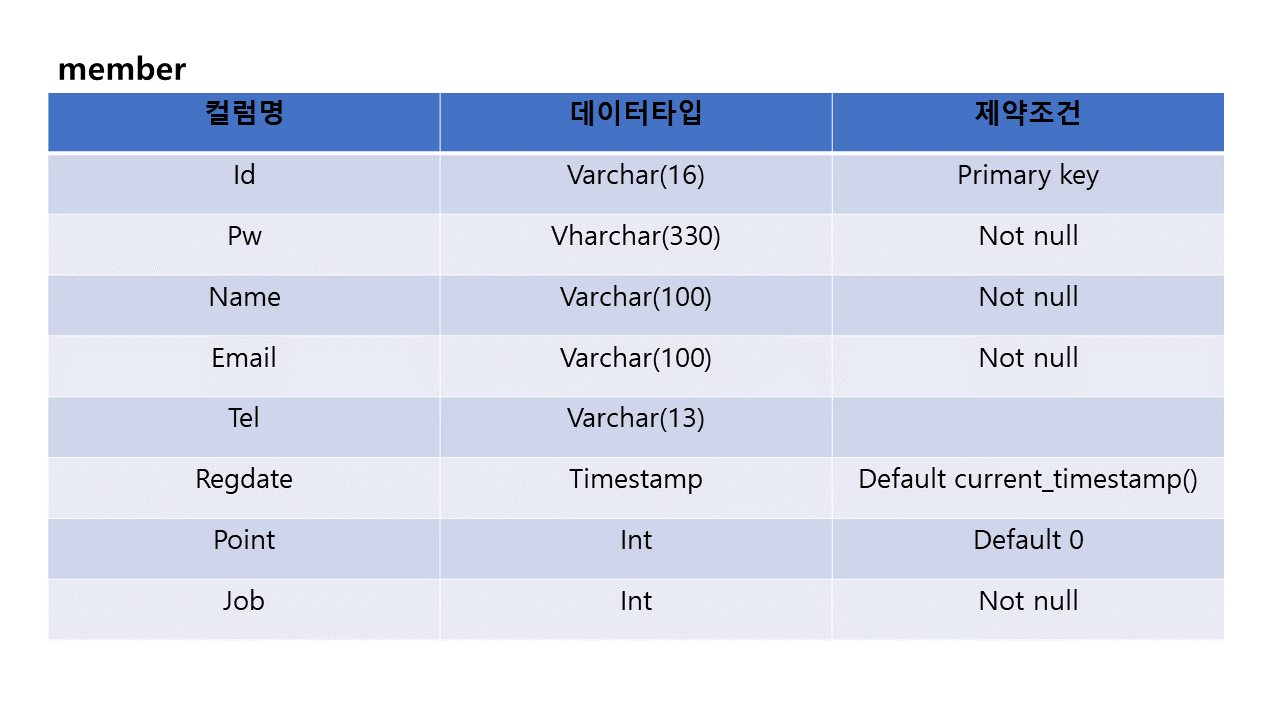 member
컬럼명 데이터타입 제약조건
Id Varchar(16) Primary key
Pw Vharchar(330) Not null
Name Varchar(100) Not null
Email Varchar(100) Not null
Tel Varchar(13)
Regdate Timestamp Default current_timestamp()
Point Int Default 0
Job Int Not null